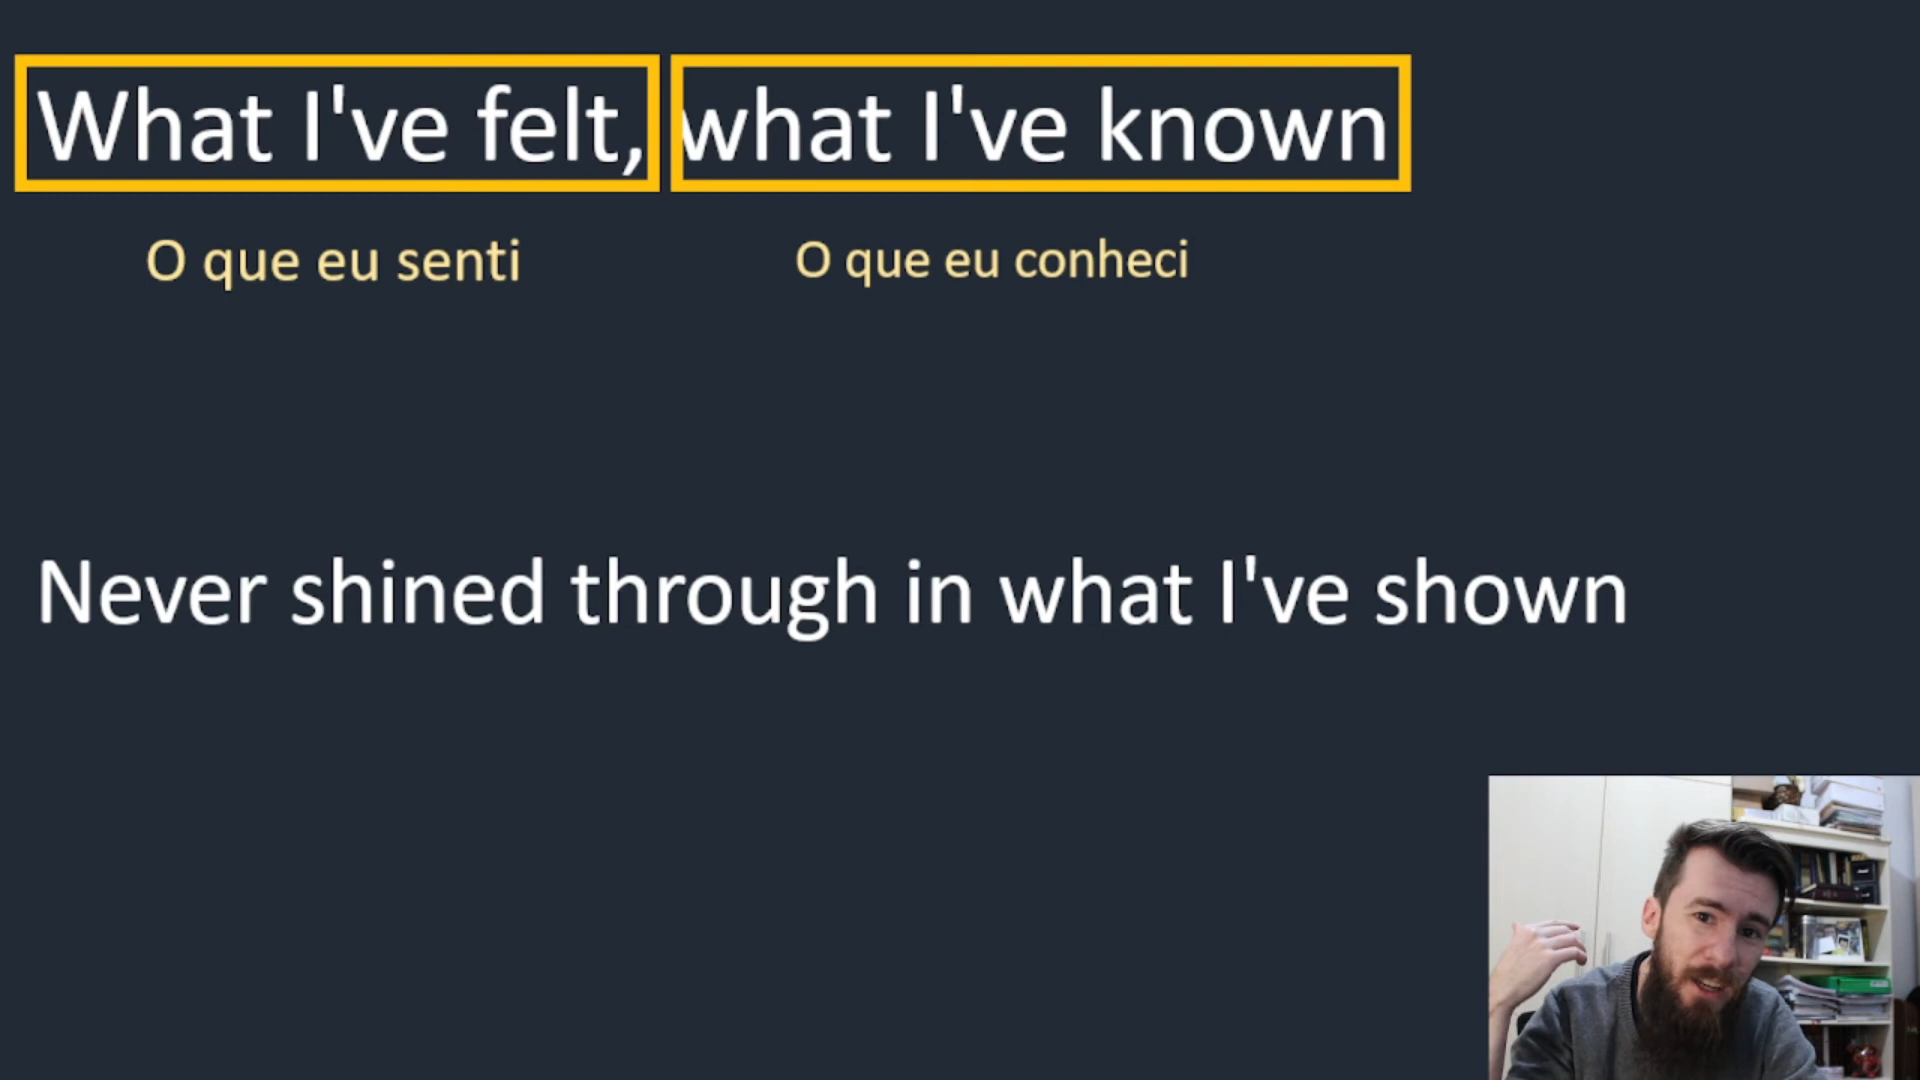 What I've felt, what I've known
O que eu senti O que eu conheci
Never shined through in what I've shown